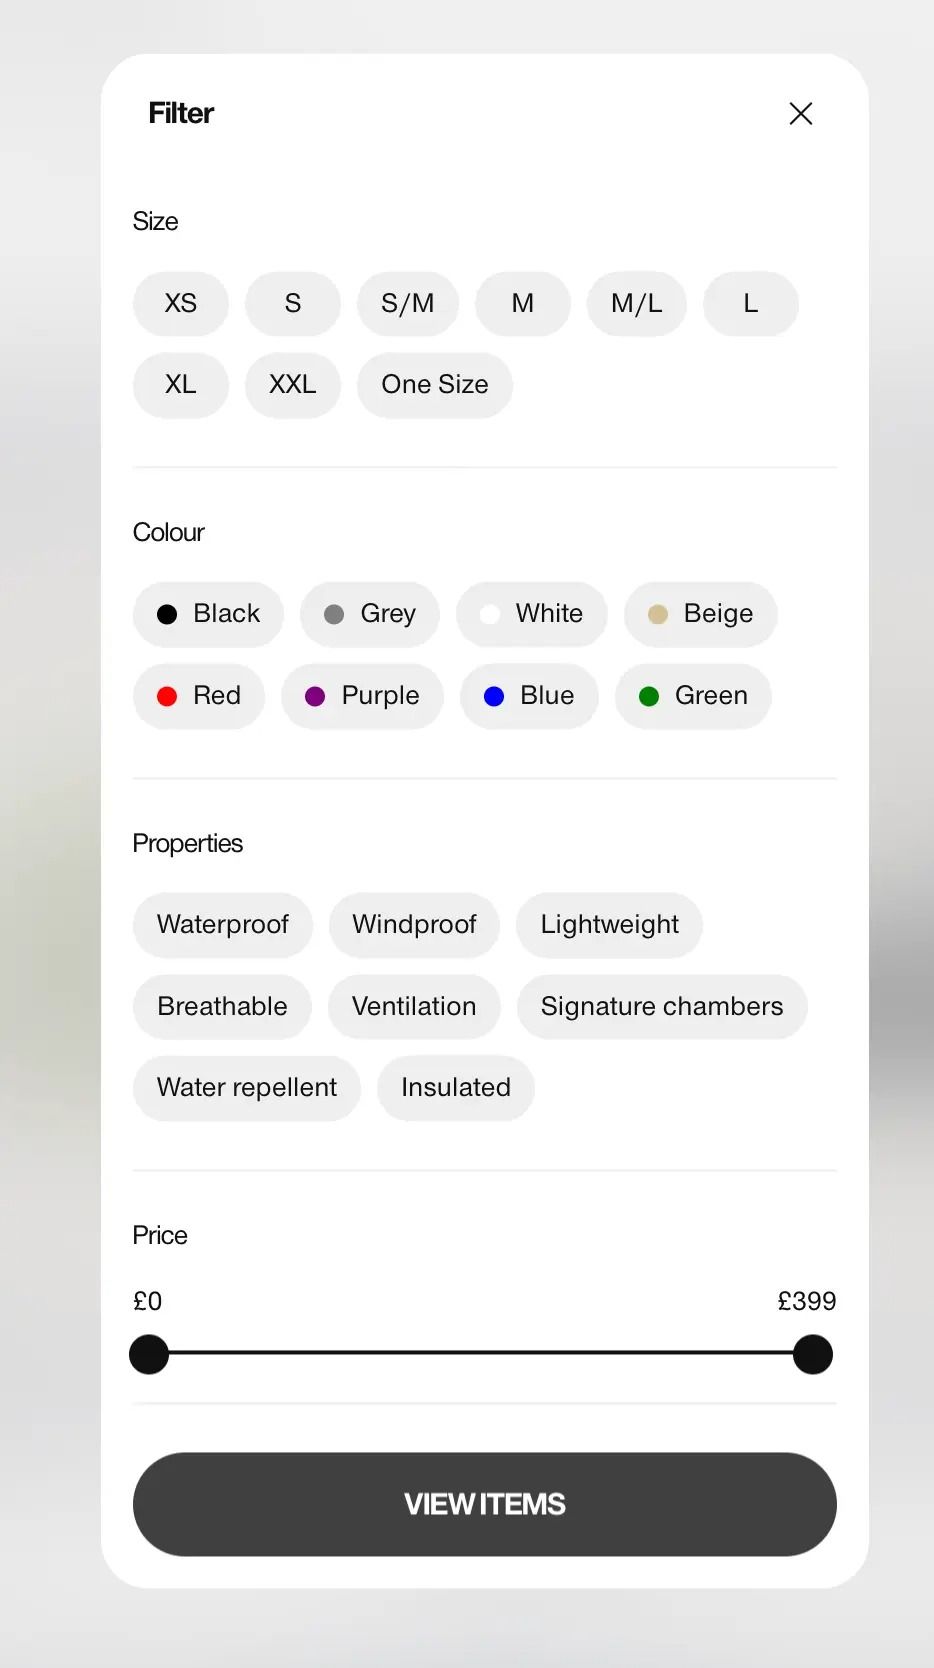 Filter
Size
XS S S/M M M/L L
XL XXL One Size
Colour
Black Grey White Beige
Red Purple Blue Green
Properties
Waterproof Windproof Lightweight
Breathable Ventilation Signature chambers
Water repellent Insulated
Price
£0 £399
VIEW ITEMS